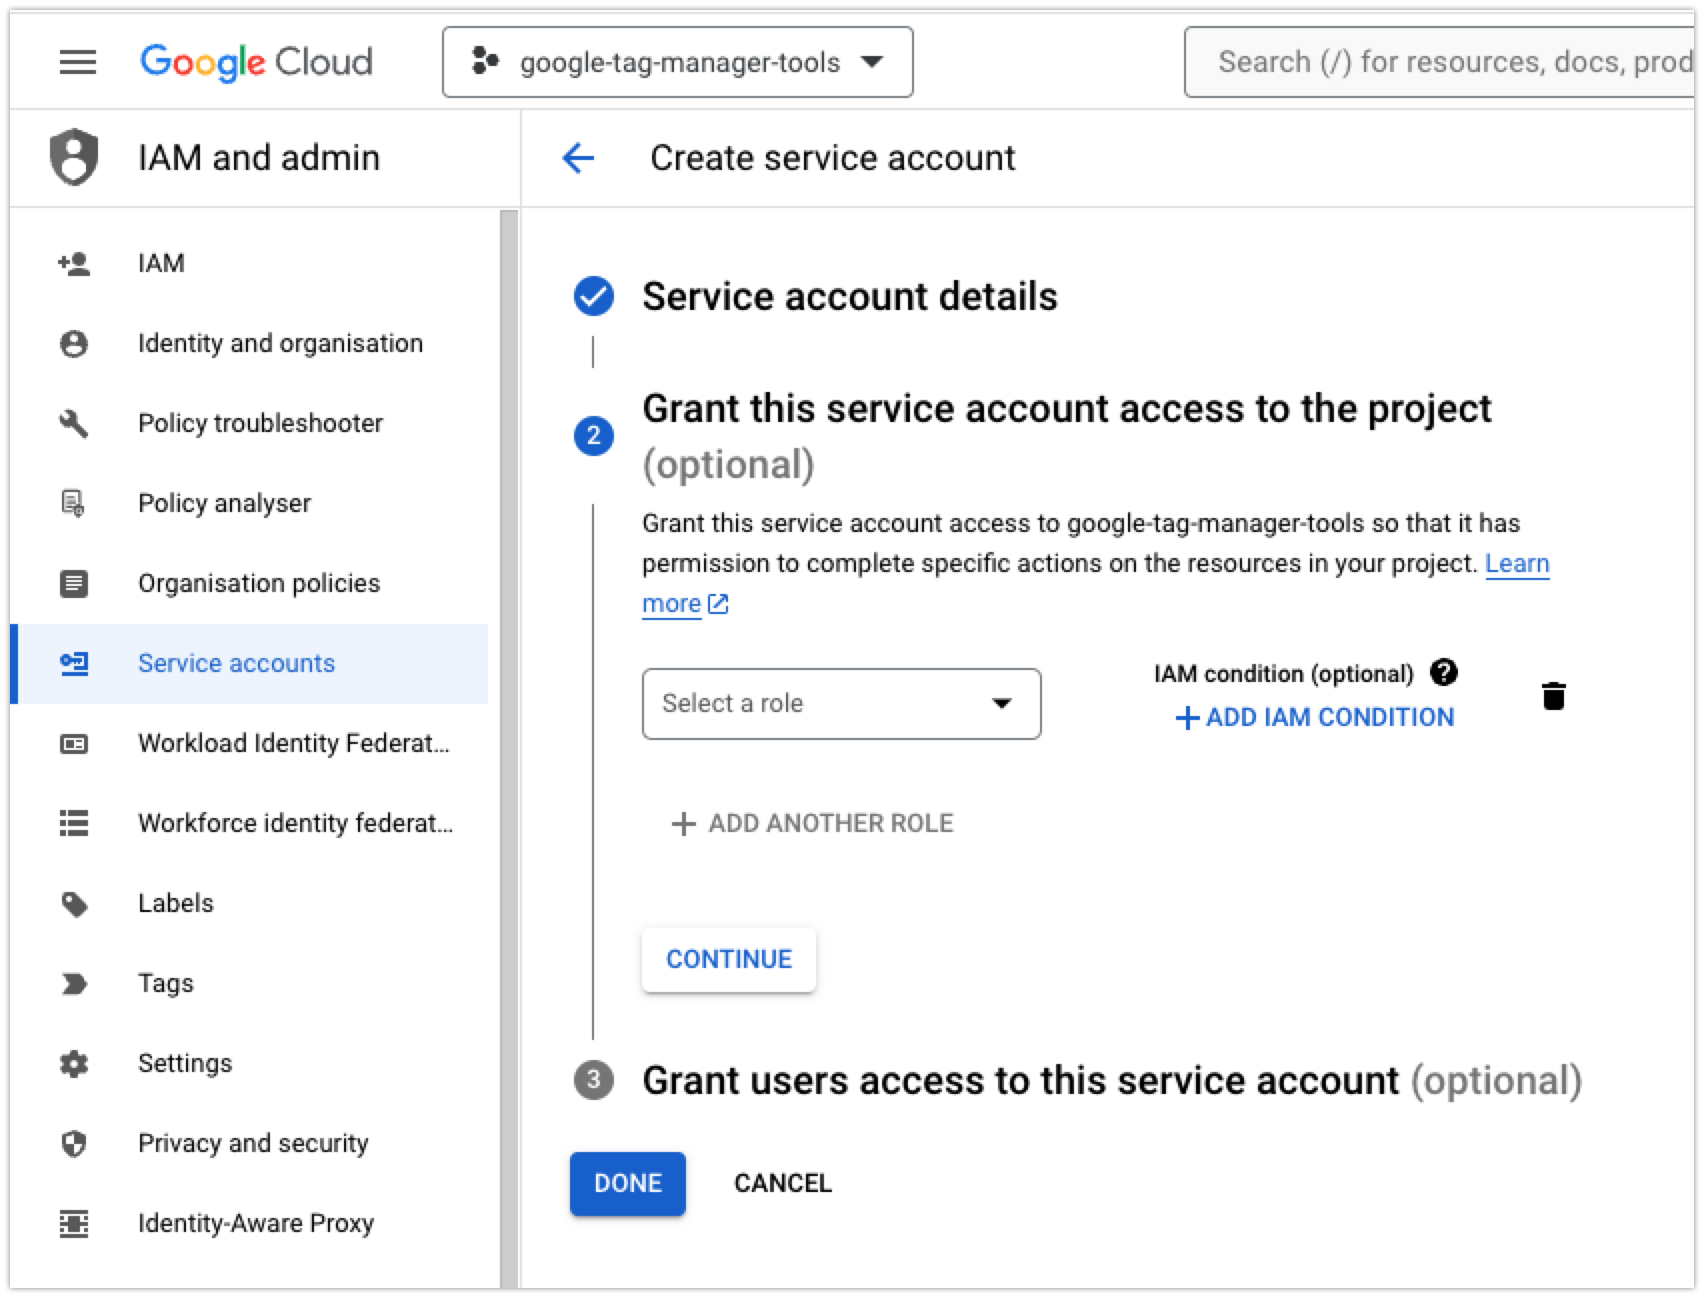 Google Cloud
google-tag-manager-tools
Search (/) for resources, docs, prod
IAM and admin
Create service account
IAM
Identity and organisation
Policy troubleshooter
Policy analyser
Organisation policies
Service accounts
Workload Identity Federat...
Workforce identity federat...
Labels
Tags
Settings
Privacy and security
Identity-Aware Proxy
Service account details
2
Grant this service account access to the project
(optional)
Grant this service account access to google-tag-manager-tools so that it has
permission to complete specific actions on the resources in your project. Learn
more
Select a role
IAM condition (optional) ?
+ ADD IAM CONDITION
+ ADD ANOTHER ROLE
CONTINUE
3
Grant users access to this service account (optional)
DONE
CANCEL